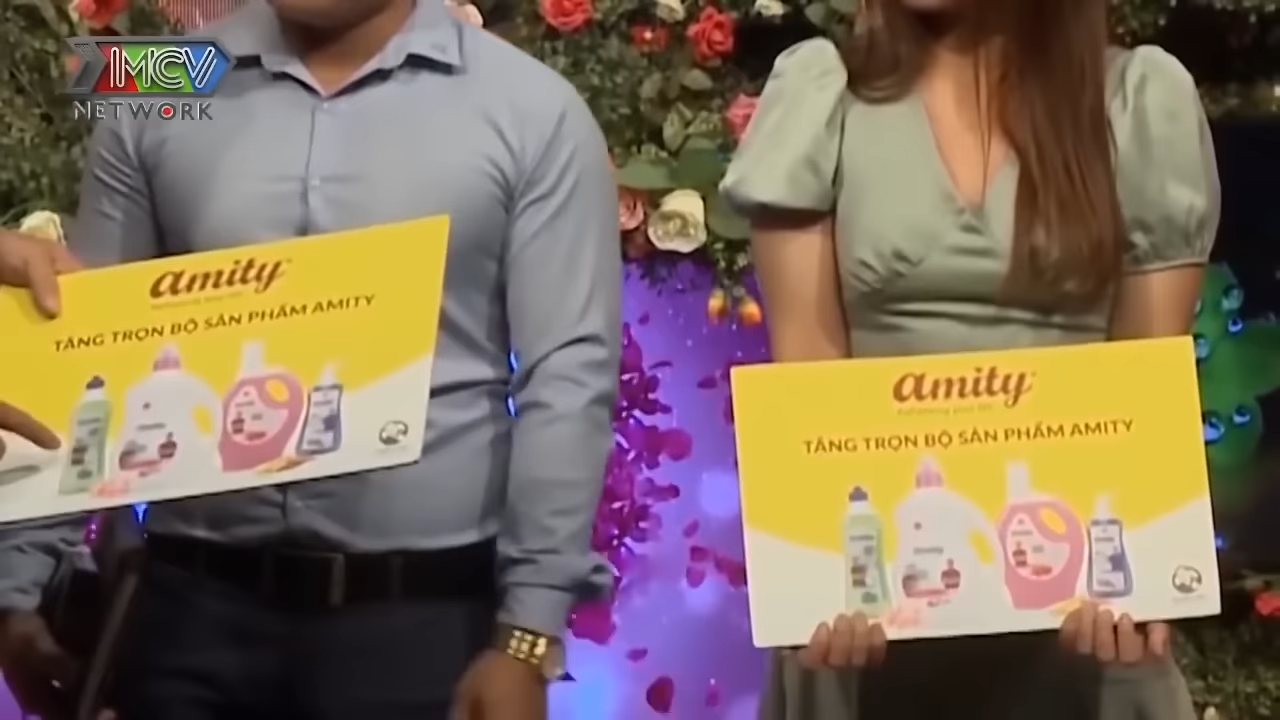 MCV
NETWORK
amity
TẶNG TRỌN BỘ SẢN PHẨM AMITY
amity
TẶNG TRỌN BỘ SẢN PHẨM AMITY